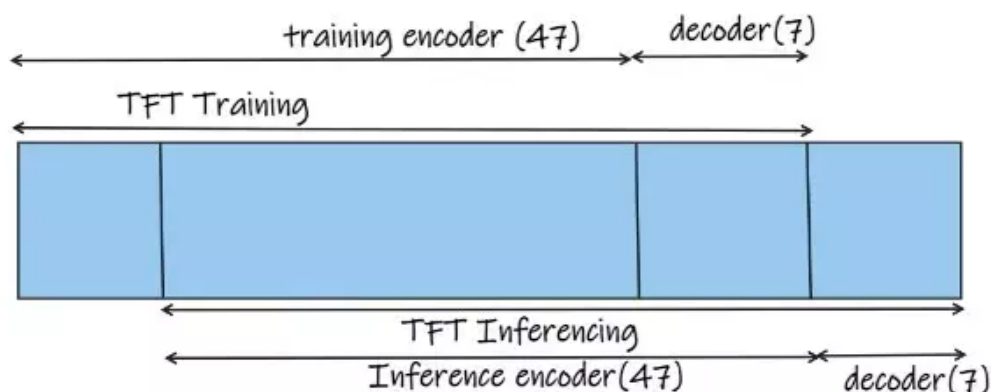 training encoder (47)
decoder(7)
TFT Training
TFT Inferencing
Inference encoder(47)
decoder(7)